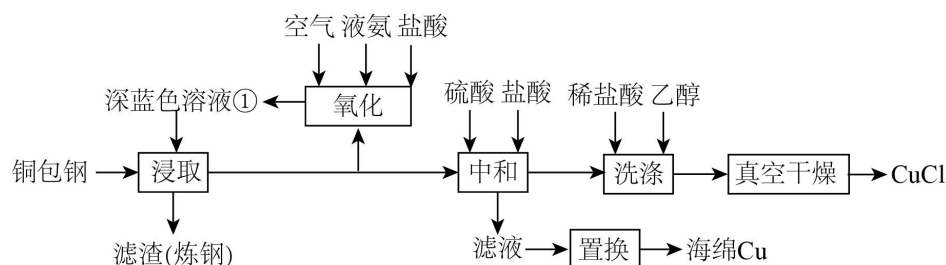 空气 液氨 盐酸
深蓝色溶液① 氧化 硫酸 盐酸 稀盐酸 乙醇
铜包钢 浸取 中和 洗涤 真空干燥 CuCl
滤渣(炼钢) 滤液 置换 海绵Cu